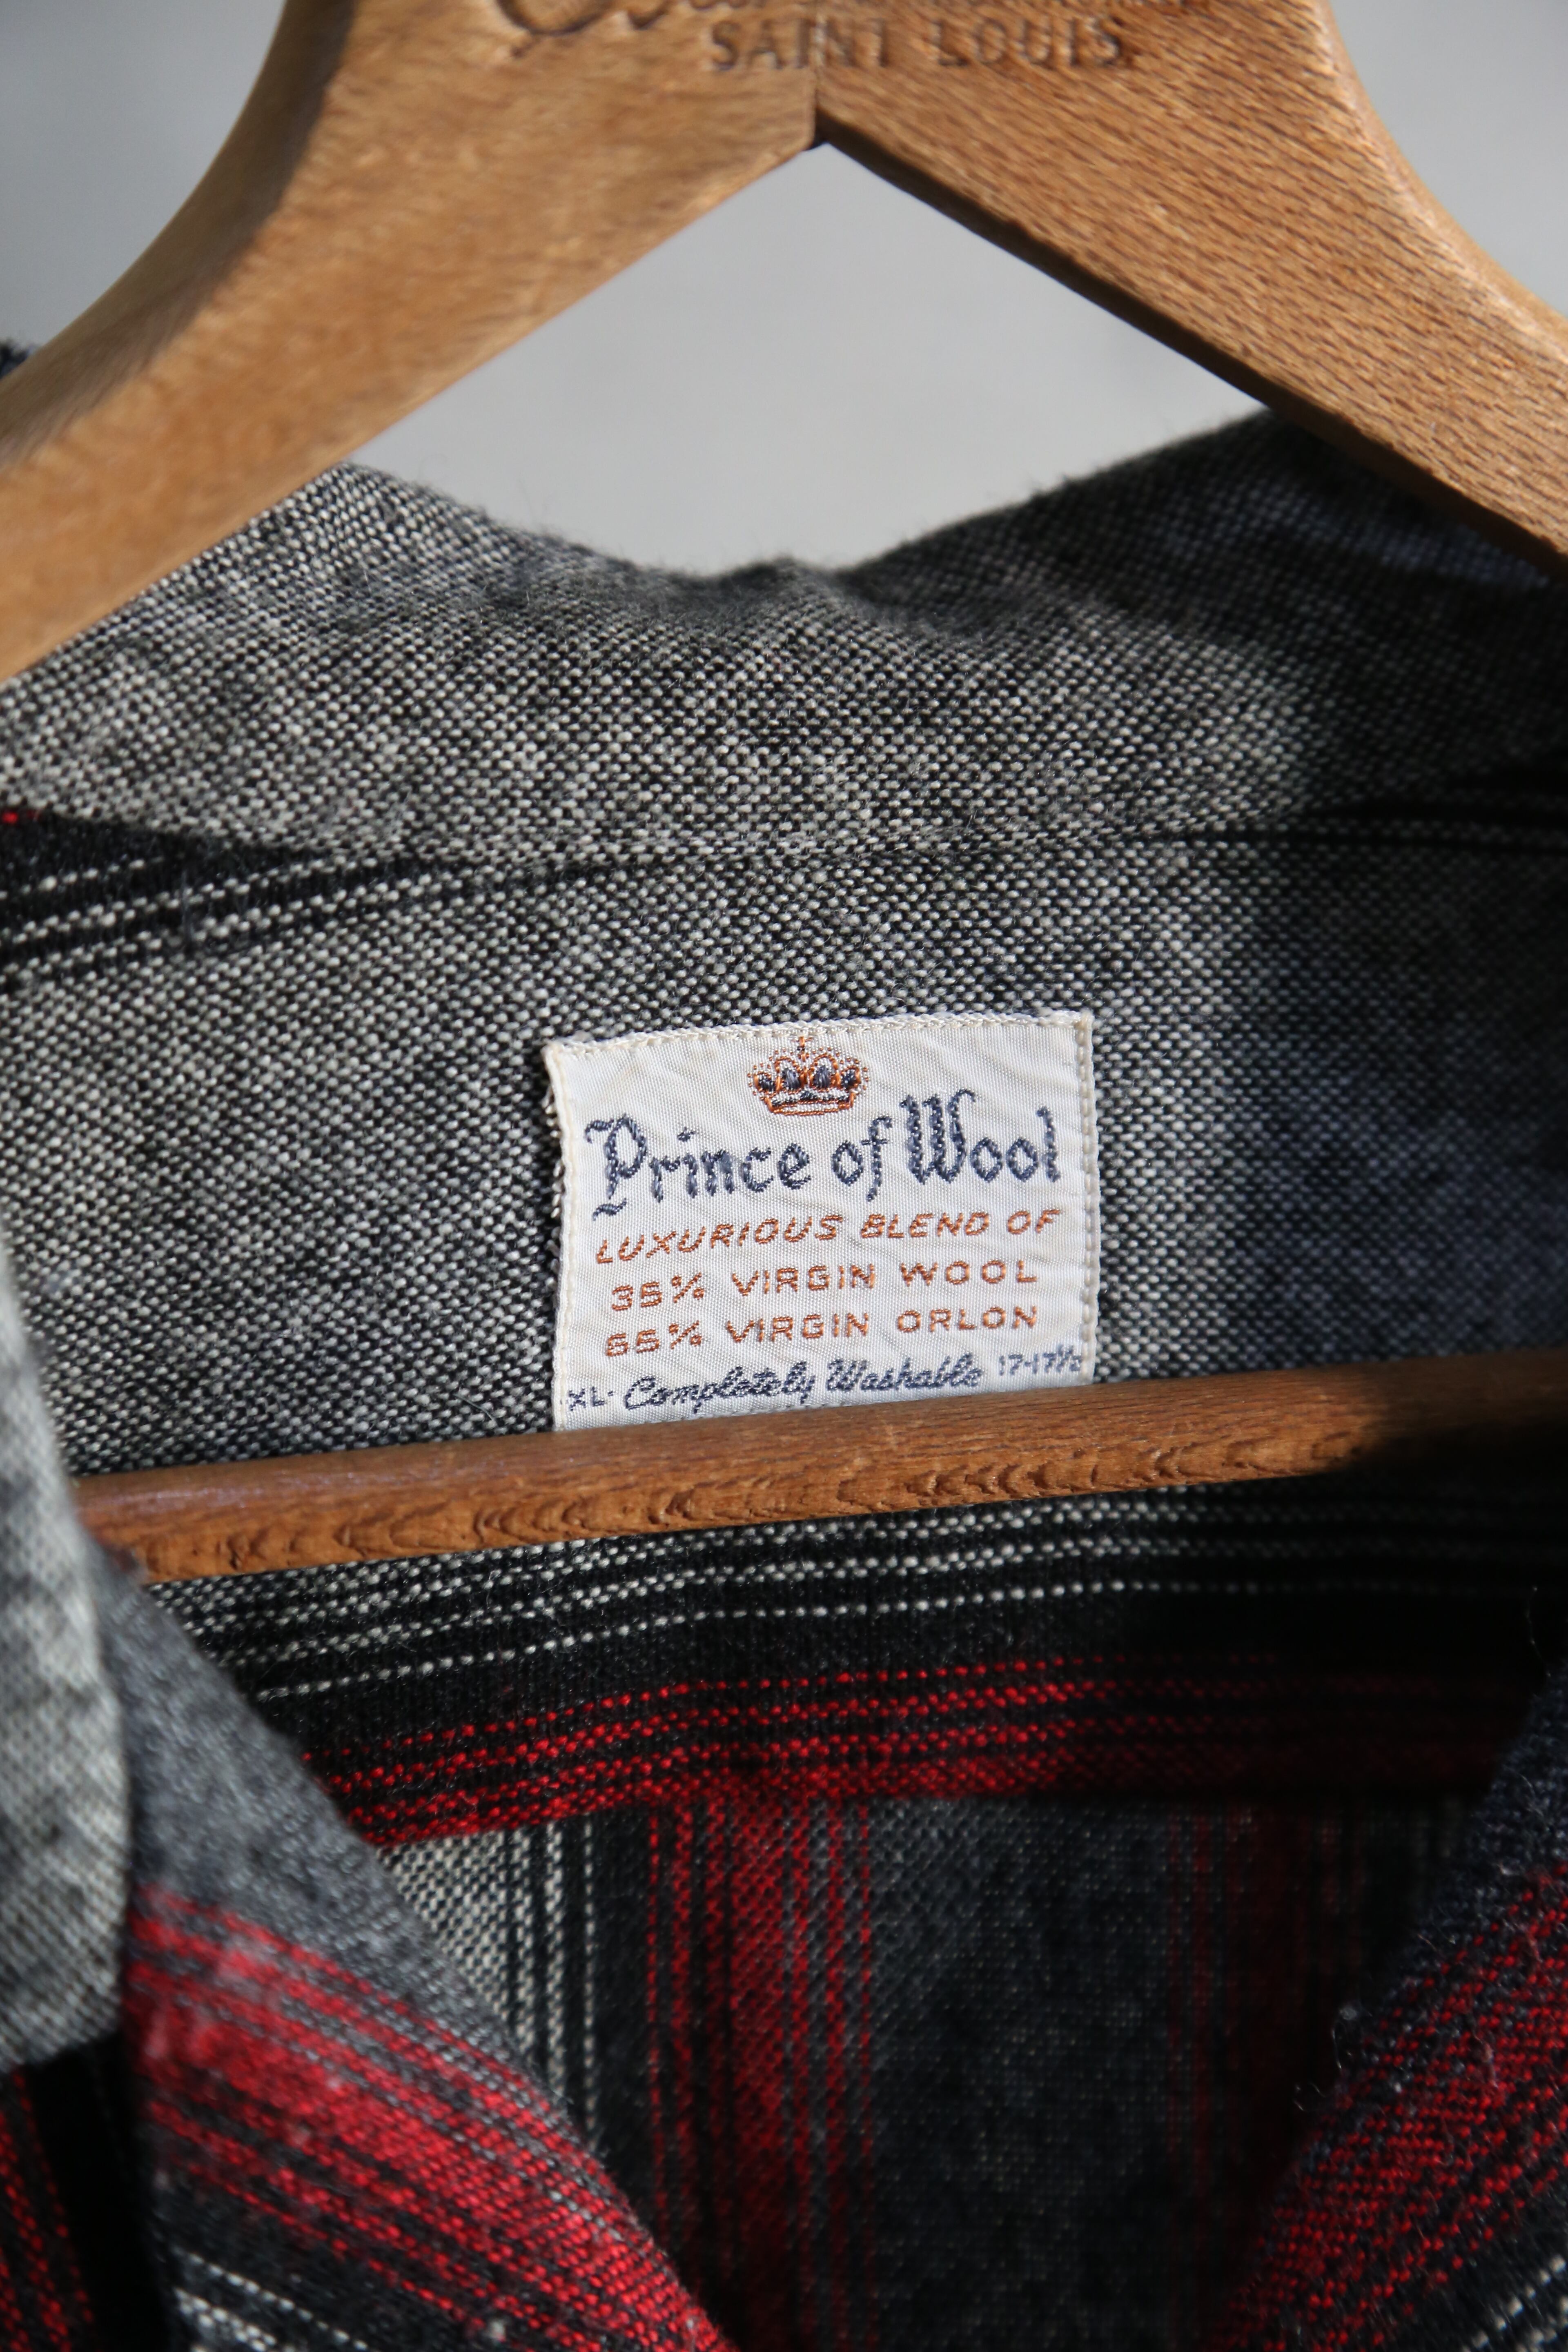 SAINT LOUIS
Prince of Wool
LUXURIOUS BLEND OF
35% VIRGIN WOOL
65% VIRGIN ORLON
XL· Completely Washable 17-17½